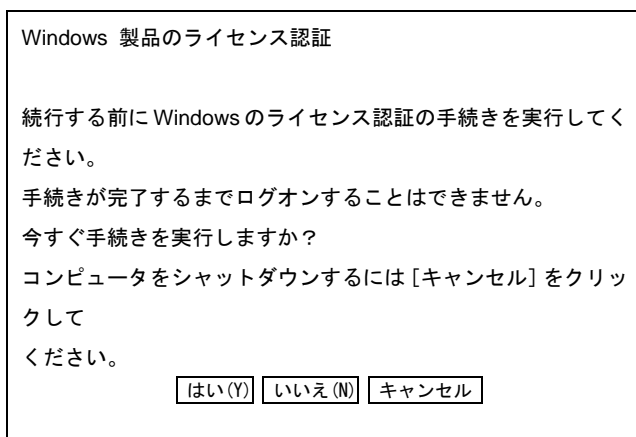 Windows 製品のライセンス認証
続行する前に Windows のライセンス認証の手続きを実行してく
ださい。
手続きが完了するまでログオンすることはできません。
今すぐ手続きを実行しますか？
コンピュータをシャットダウンするには［キャンセル］をクリッ
クして
ください。
はい(Y) いいえ(N) キャンセル